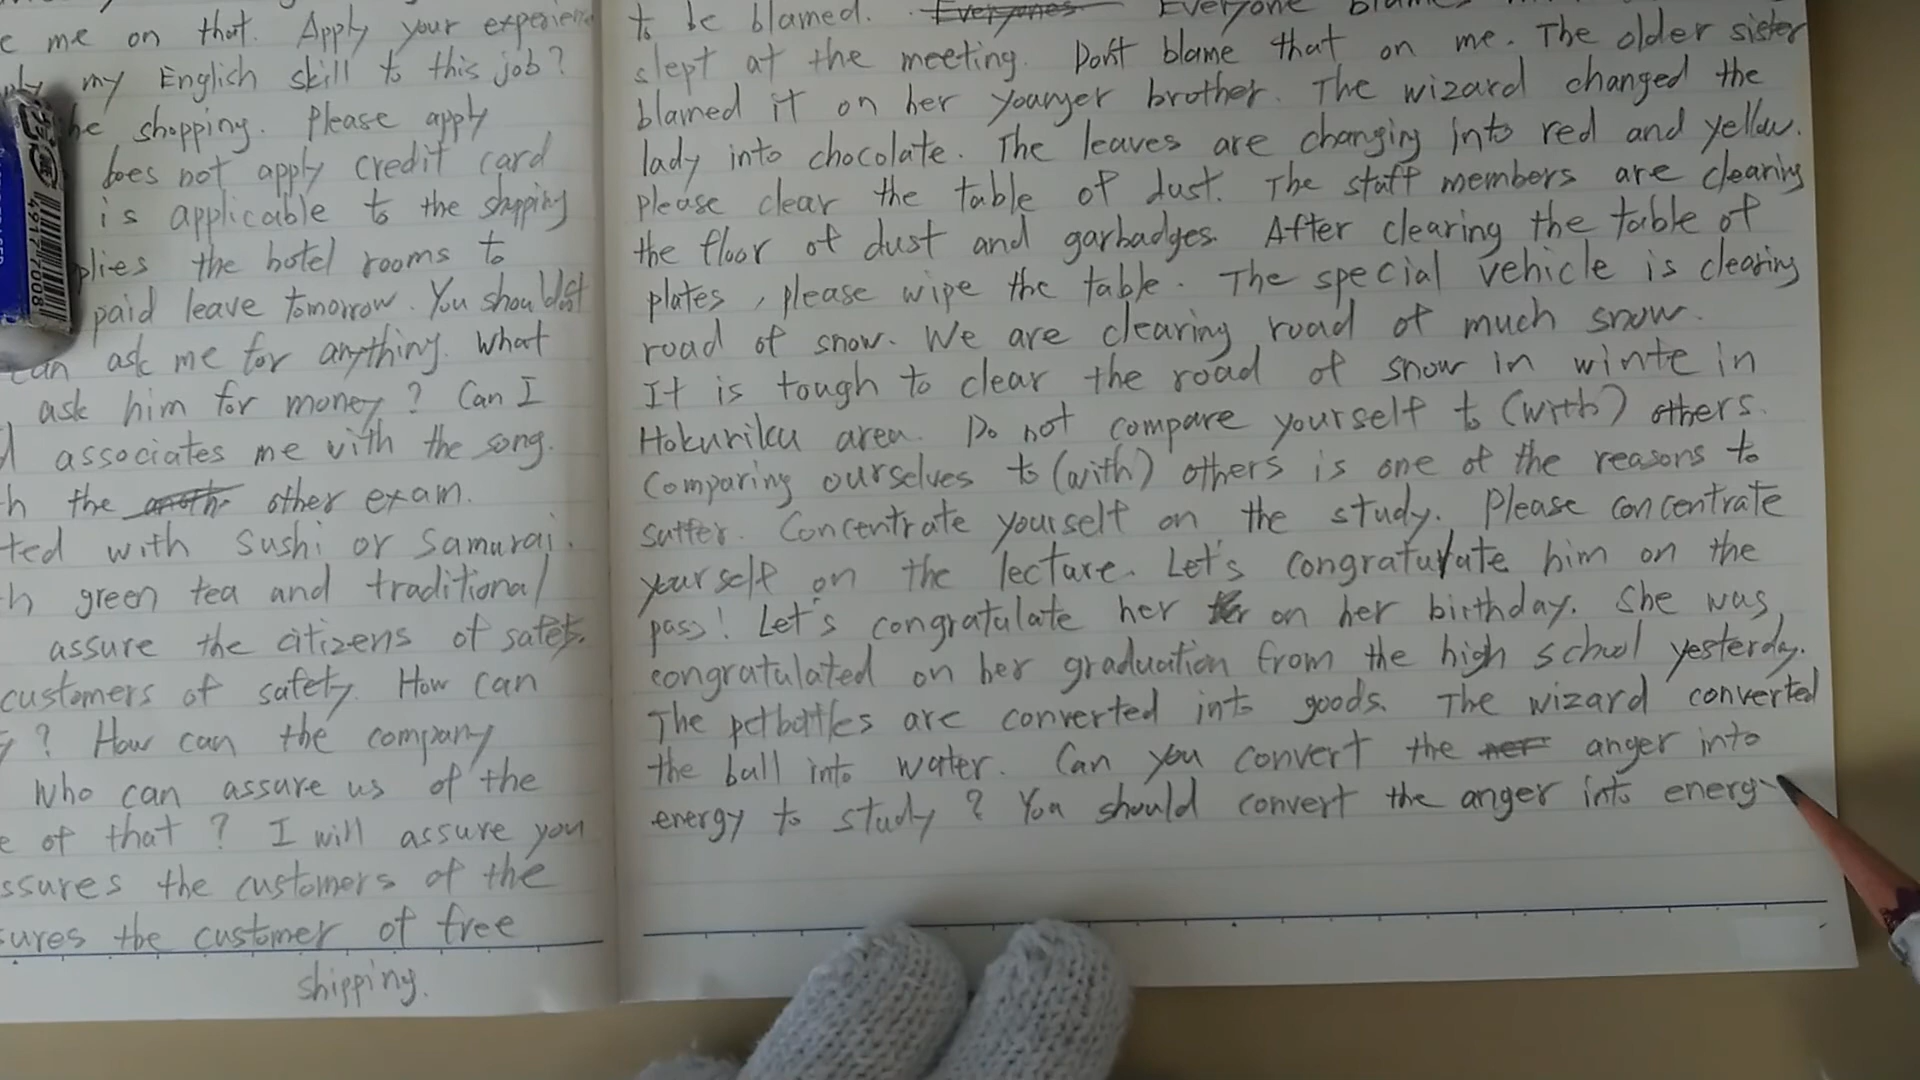 e me on that. Apply your experien
my English skill to this job?
he shopping. Please apply
does not apply credit card
is applicable to the shpping
plies the hotel rooms to
paid leave tomorrow. You shouldn't
can ask me for anything. What
ask him for money? Can I
d associates me with the song.
h the other exam.
ted with sushi or samurai.
h green tea and traditional
assure the citizens of safety.
customers of safety. How can
? How can the company
Who can assure us of the
e of that? I will assure you
ssures the customers of the
sures the customer of free
shipping.
4917 7008
to be blamed. Everyones Everyone
slept at the meeting. Don't blame that on me. The older sister
blamed it on her younger brother. The wizard changed the
lady into chocolate. The leaves are changing into red and yellow.
please clear the table of dust. The staff members are clearing
the floor of dust and garbadges. After clearing the table of
plates, please wipe the table. The special vehicle is clearing
road of snow. We are clearing road of much snow.
It is tough to clear the road of snow in winte in
Hokuriku area. Do not compare yourself to (with) others.
Comparing ourselves to (with) others is one of the reasons to
suffer. Concentrate yourself on the study. Please concentrate
yourself on the lecture. Let's congratulate him on the
pass! Let's congratulate her on her birthday. She was
congratulated on her graduation from the high school yesterday.
The petbottles are converted into goods. The wizard converted
the ball into water. Can you convert the anger into
energy to study? You should convert the anger into energy